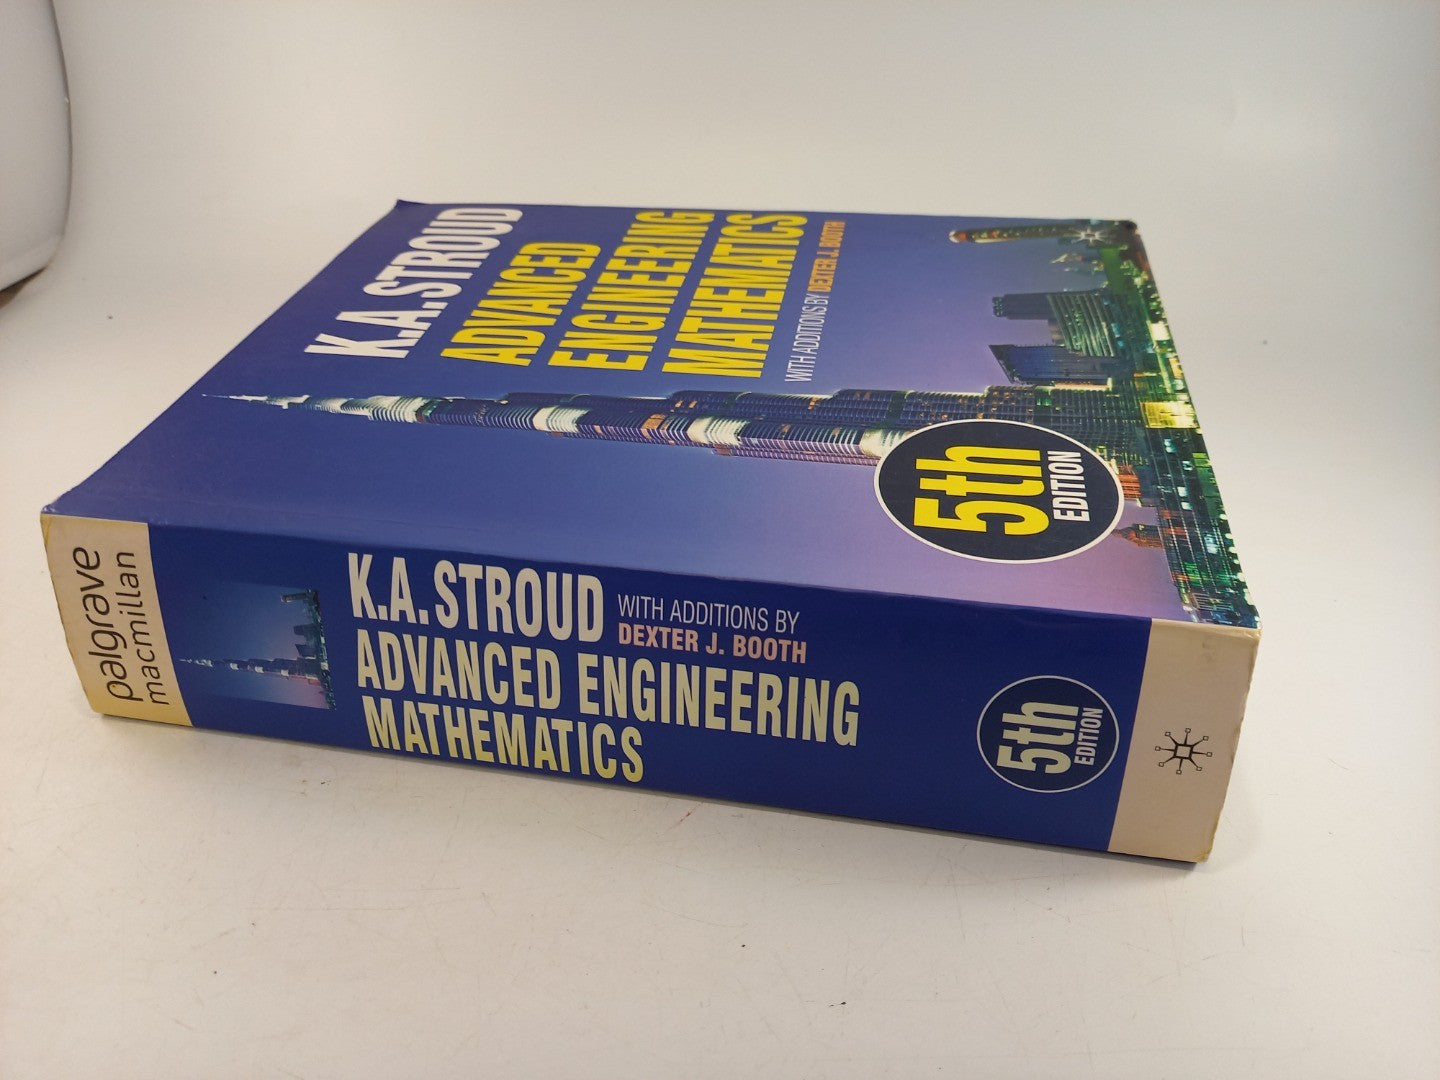 K.A.STROUD
ADVANCED
ENGINEERING
MATHEMATICS
WITH ADDITIONS BY DEXTER J. BOOTH
5th
EDITION
palgrave
macmillan
K.A.STROUD WITH ADDITIONS BY
DEXTER J. BOOTH
ADVANCED ENGINEERING
MATHEMATICS
5th
EDITION